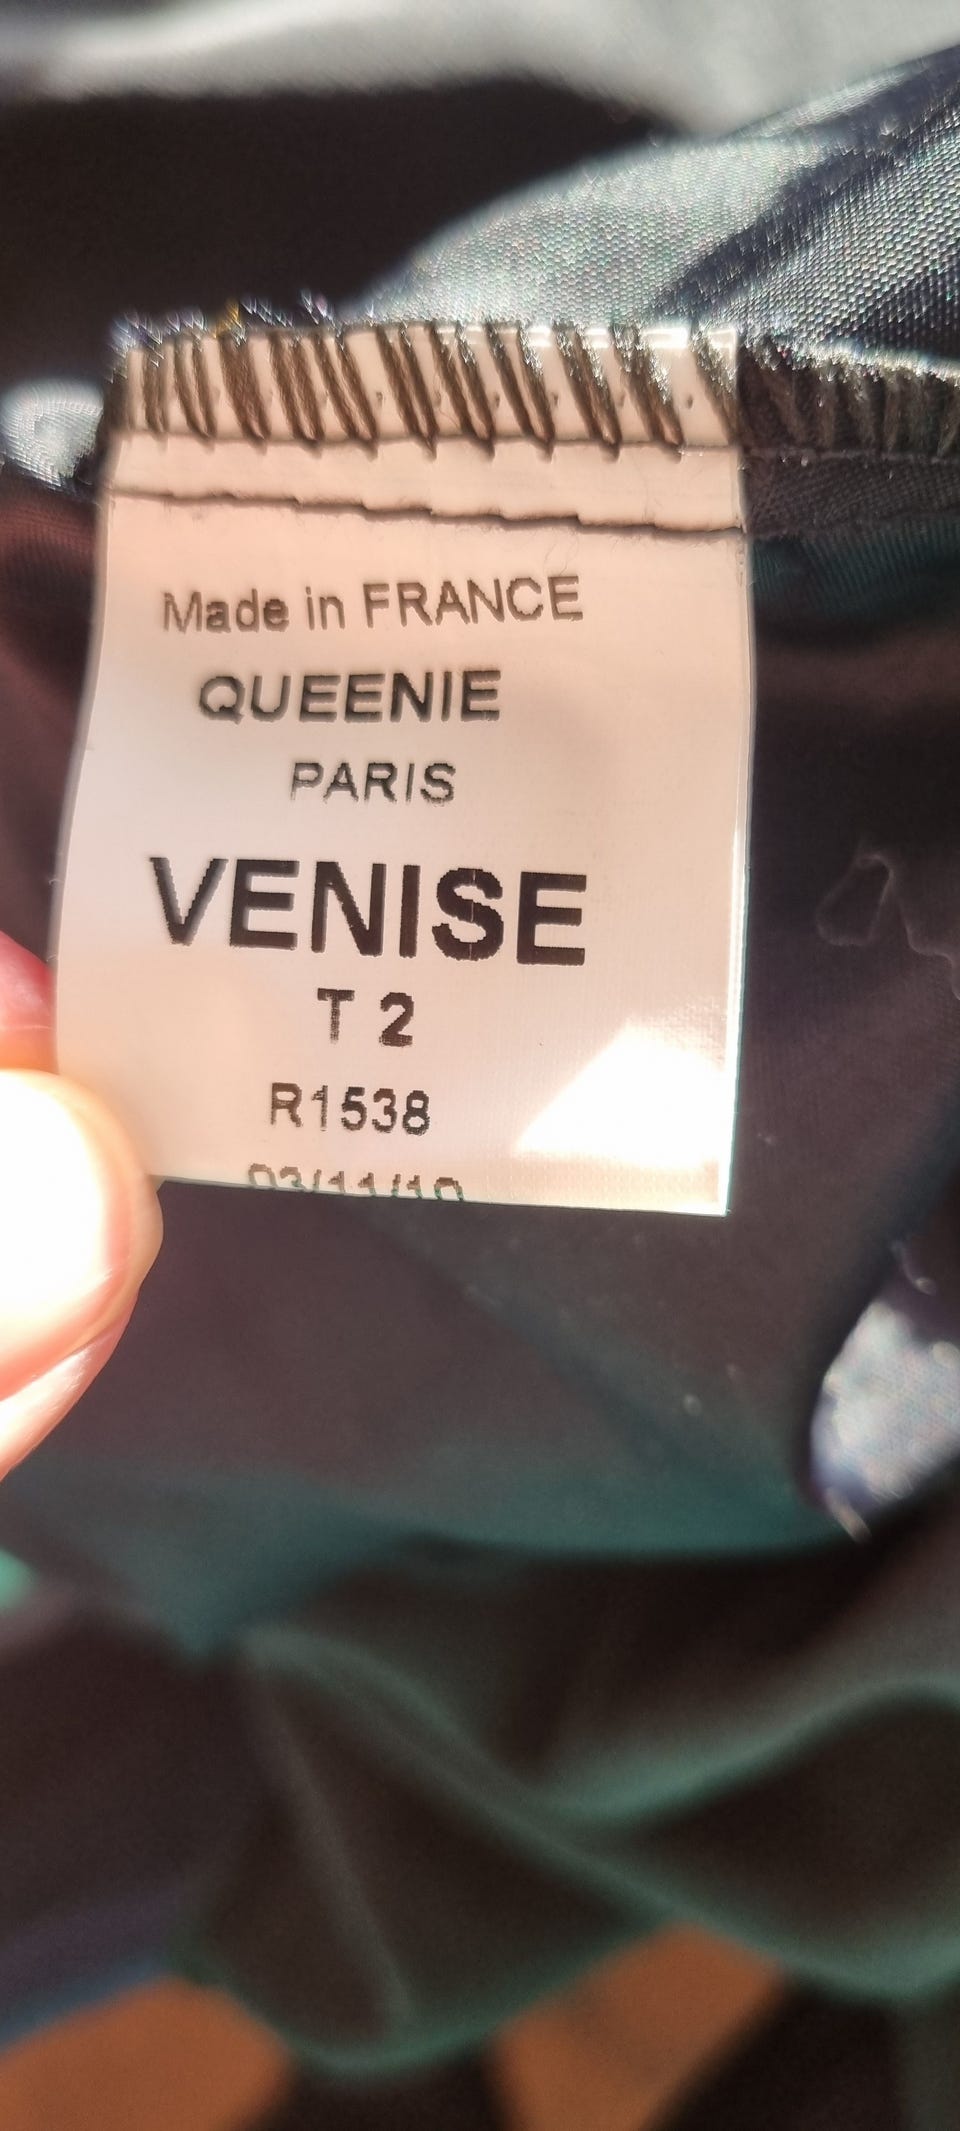 Made in FRANCE
QUEENIE
PARIS
VENISE
T 2
R1538